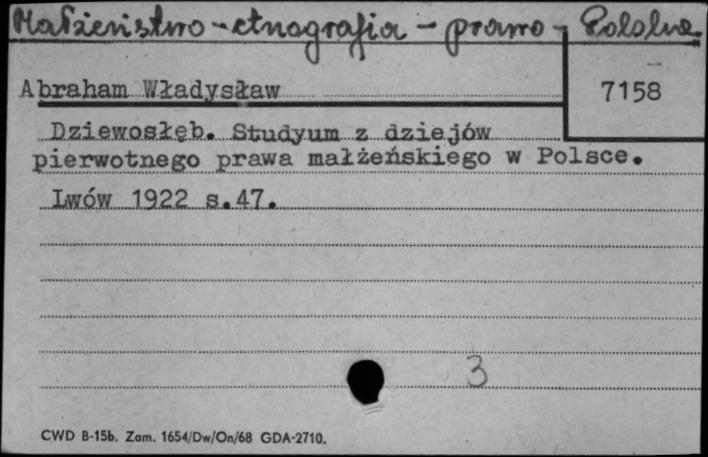 Małżeństwo - etnografia - prawo - Polska
Abraham Władysław
7158
Dziewosłęb. Studyum z dziejów
pierwotnego prawa małżeńskiego w Polsce.
Lwów 1922 s.47.
3
CWD B-15b. Zam. 1654/Dw/On/68 GDA-2710.